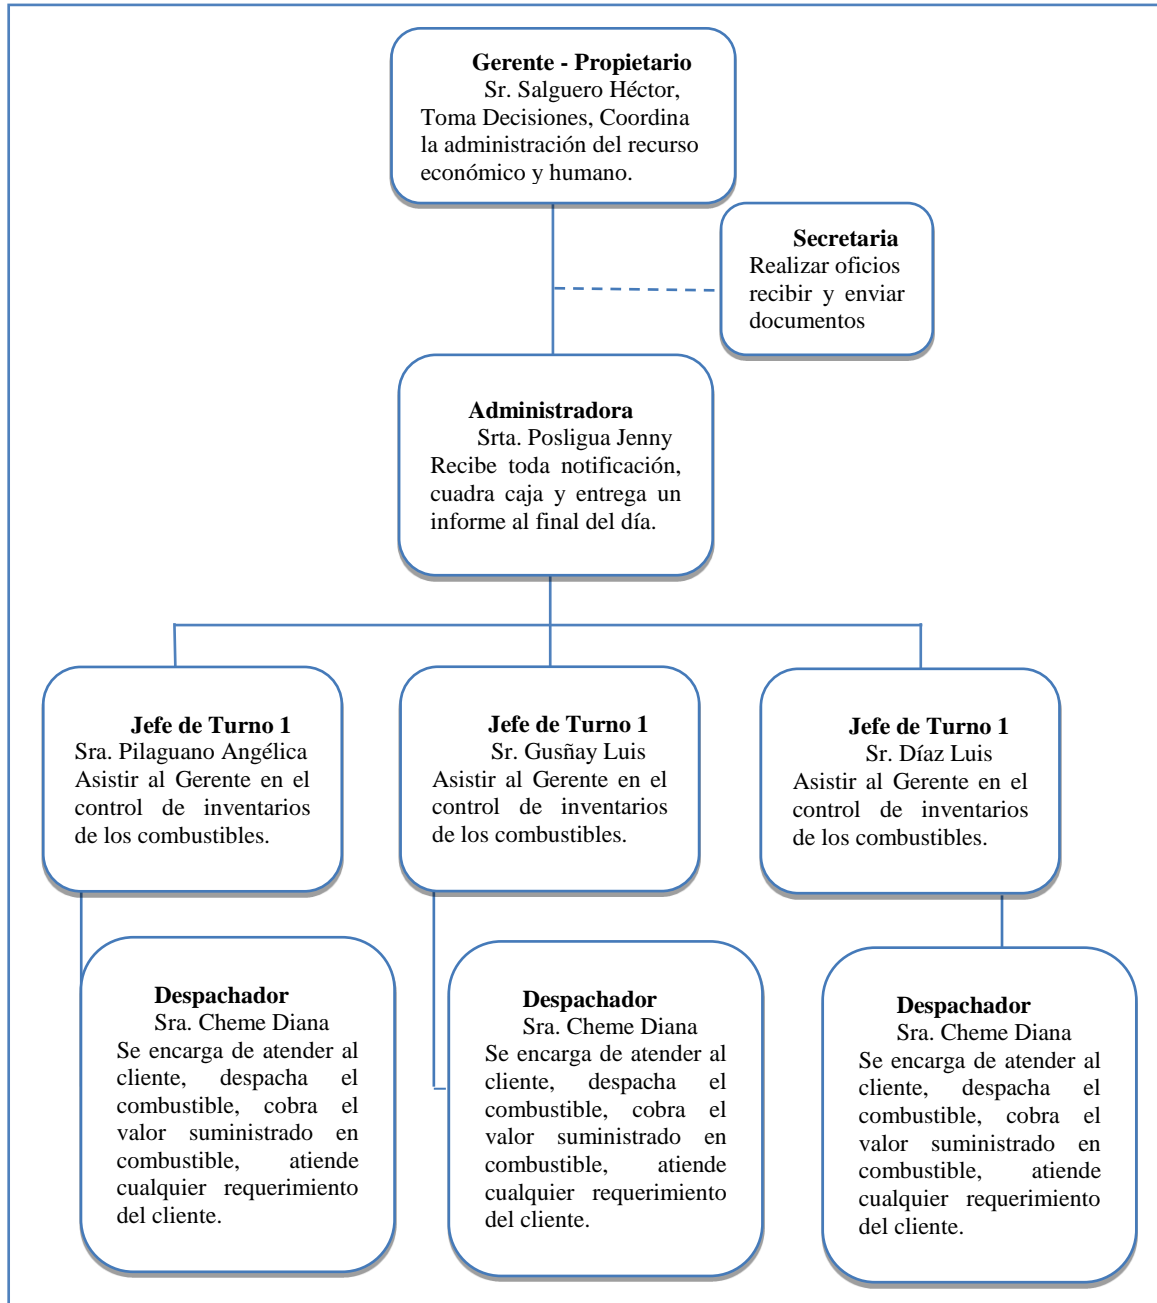 Gerente - Propietario
Sr. Salguero Héctor,
Toma Decisiones, Coordina
la administración del recurso
económico y humano.
Secretaria
Realizar oficios
recibir y enviar
documentos
Administradora
Srta. Posligua Jenny
Recibe toda notificación,
cuadra caja y entrega un
informe al final del día.
Jefe de Turno 1
Sra. Pilaguano Angélica
Asistir al Gerente en el
control de inventarios
de los combustibles.
Jefe de Turno 1
Sr. Gusñay Luis
Asistir al Gerente en el
control de inventarios
de los combustibles.
Jefe de Turno 1
Sr. Díaz Luis
Asistir al Gerente en el
control de inventarios
de los combustibles.
Despachador
Sra. Cheme Diana
Se encarga de atender al
cliente, despacha el
combustible, cobra el
valor suministrado en
combustible, atiende
cualquier requerimiento
del cliente.
Despachador
Sra. Cheme Diana
Se encarga de atender al
cliente, despacha el
combustible, cobra el
valor suministrado en
combustible, atiende
cualquier requerimiento
del cliente.
Despachador
Sra. Cheme Diana
Se encarga de atender al
cliente, despacha el
combustible, cobra el
valor suministrado en
combustible, atiende
cualquier requerimiento
del cliente.